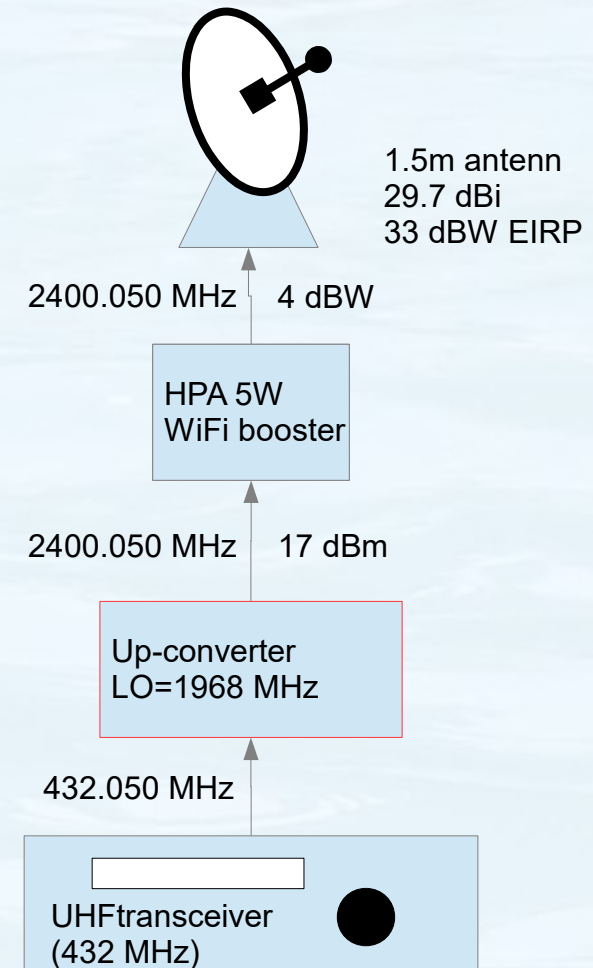 1.5m antenn
29.7 dBi
33 dBW EIRP
2400.050 MHz 4 dBW
HPA 5W
WiFi booster
2400.050 MHz 17 dBm
Up-converter
LO=1968 MHz
432.050 MHz
UHFtransceiver
(432 MHz)